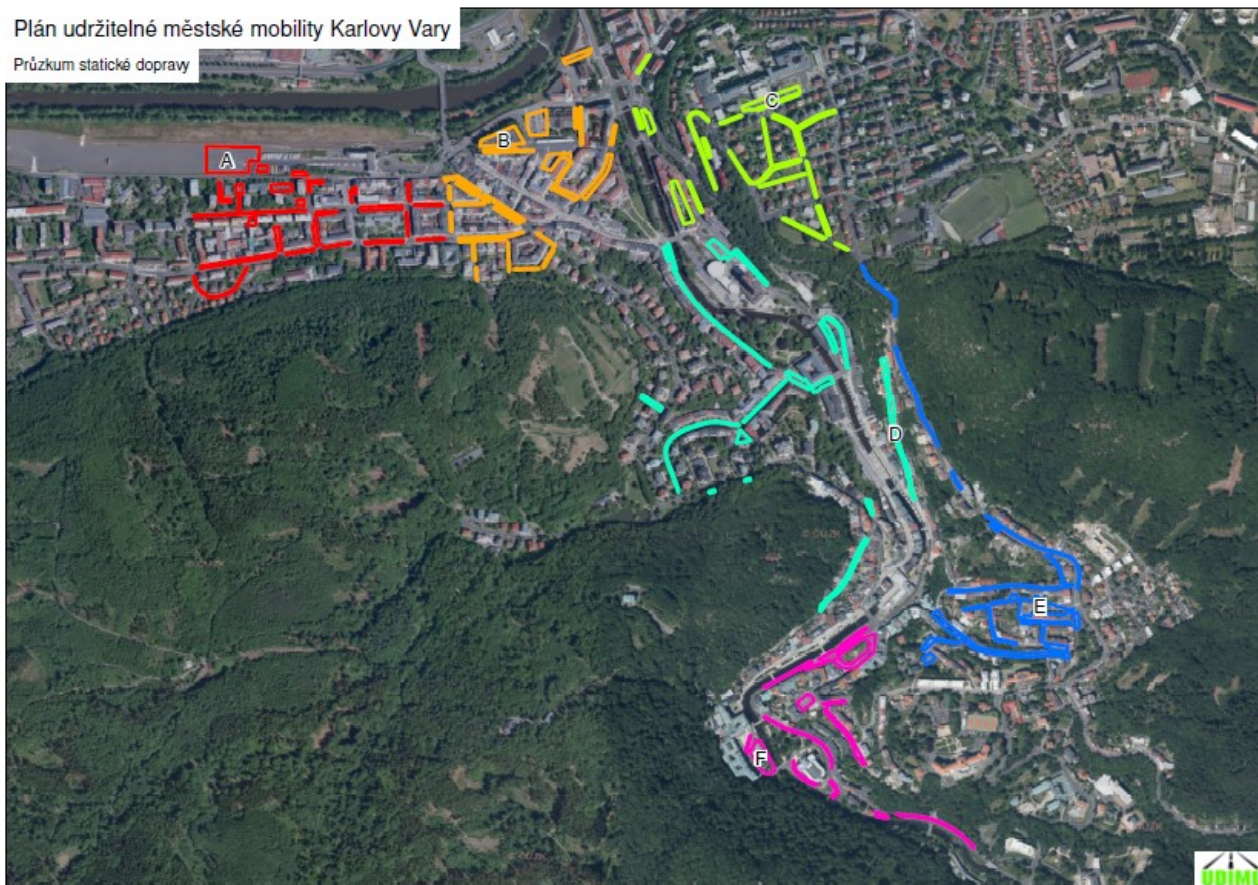 Plán udržitelné městské mobility Karlovy Vary
Průzkum statické dopravy
C
B
A
D
E
F
UDIMO